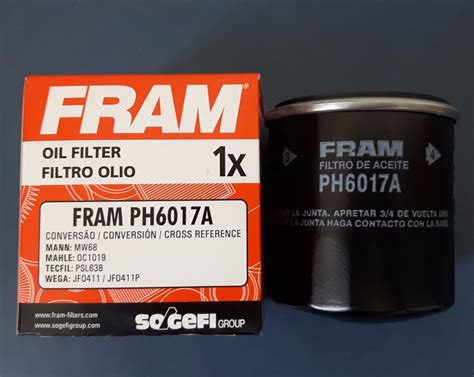 FRAM
OIL FILTER
FILTRO OLIO
1x
FRAM PH6017A
CONVERSÃO / CONVERSIÓN / CROSS REFERENCE
MANN: MW68
MAHLE: OC1019
TECFIL: PSL638
WEGA: JFO411 / JFO411P
www.fram-filters.com
www.sogefigroup.com
SOGEFI GROUP
3
FRAM
FILTRO DE ACEITE
PH6017A
4
LA JUNTA. APRETAR 3/4 DE VUELTA
JUNTA HAGA CONTACTO CON LA BASE